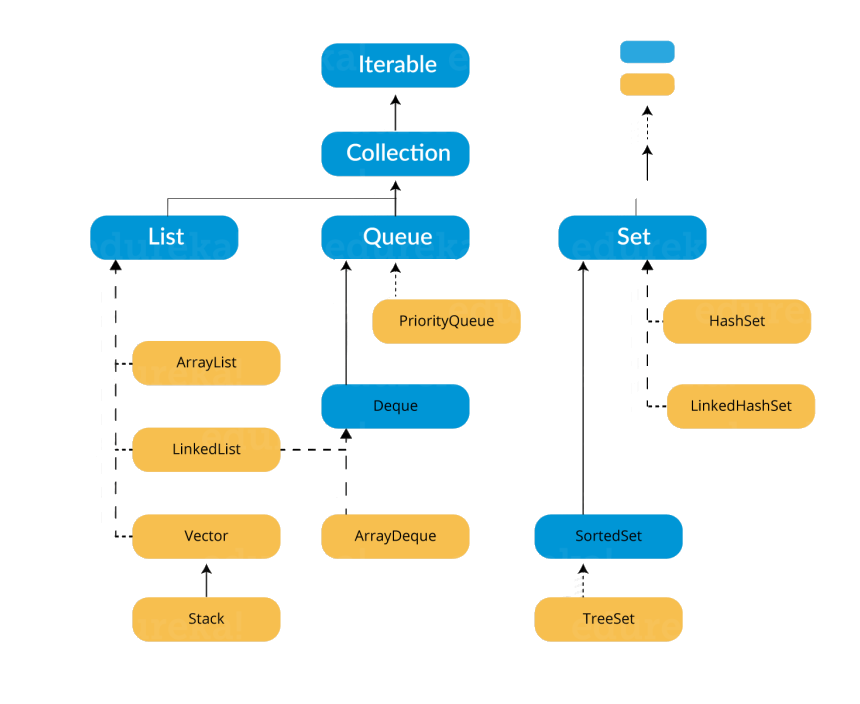 Iterable
Collection
List
Queue
Set
PriorityQueue
HashSet
ArrayList
Deque
LinkedHashSet
LinkedList
Vector
ArrayDeque
SortedSet
Stack
TreeSet